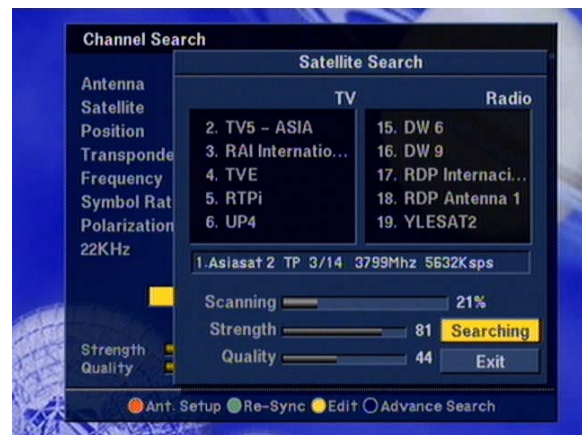 Channel Search
Satellite Search
Antenna
Satellite
Position
Transponde
Frequency
Symbol Rat
Polarization
22KHz
TV
2. TV5 - ASIA
3. RAI Internatio...
4. TVE
5. RTPi
6. UP4
Radio
15. DW 6
16. DW 9
17. RDP Internaci...
18. RDP Antenna 1
19. YLESAT2
1.Asiasat 2 TP 3/14 3799Mhz 5632Ksps
Scanning 21%
Strength 81 Searching
Quality 44 Exit
Strength
Quality
Ant. Setup Re-Sync Edit Advance Search